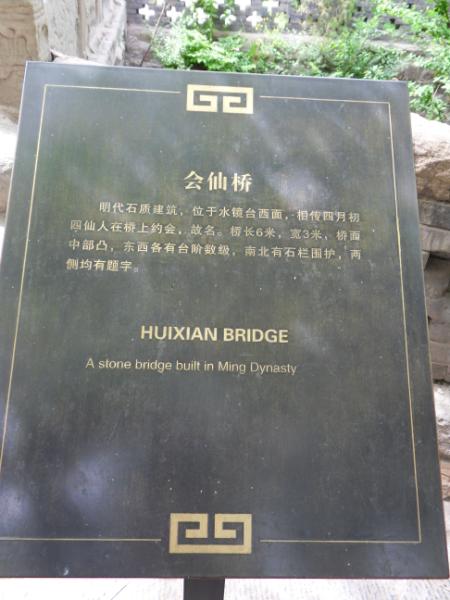 会仙桥
明代石质建筑，位于水镜台西面，相传四月初
四仙人在桥上约会，故名。桥长6米，宽3米，桥面
中部凸，东西各有台阶数级，南北有石栏围护，两
侧均有题字。
HUIXIAN BRIDGE
A stone bridge built in Ming Dynasty